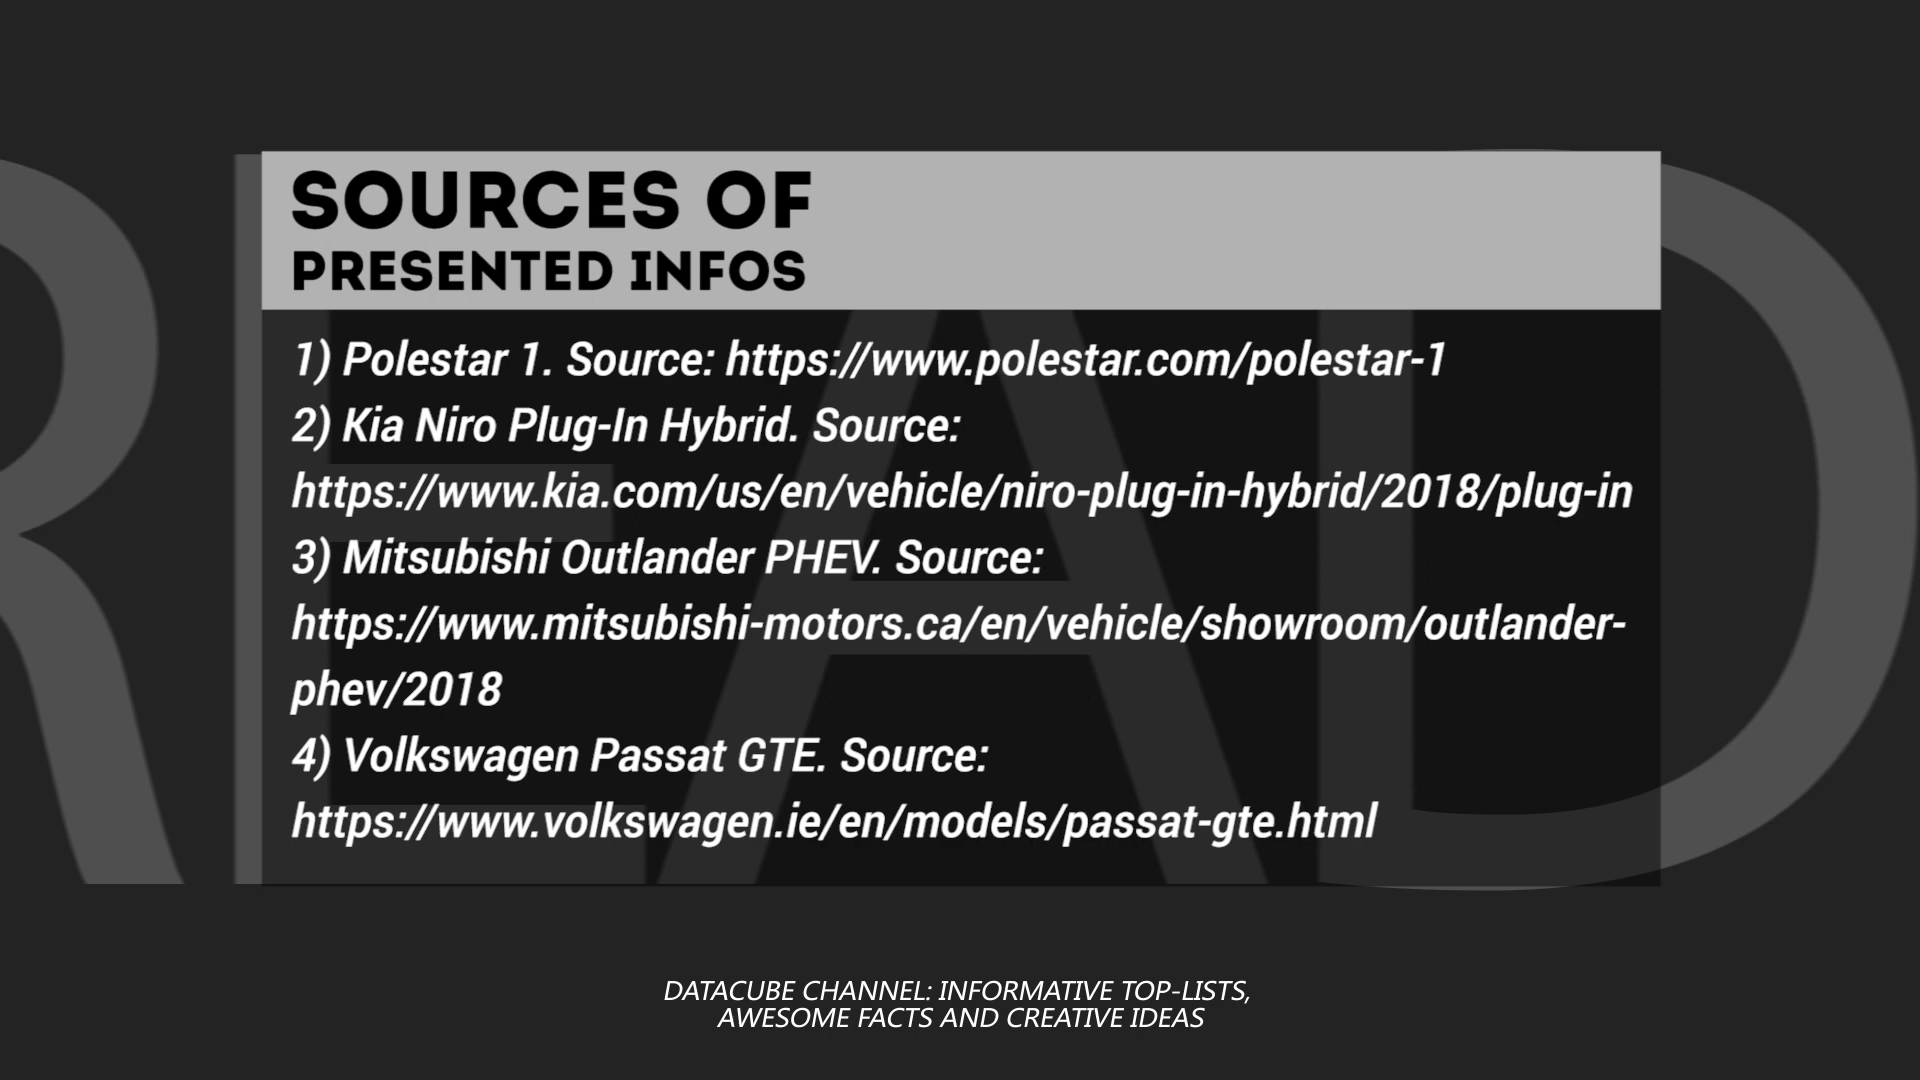 READ
SOURCES OF
PRESENTED INFOS
1) Polestar 1. Source: https://www.polestar.com/polestar-1
2) Kia Niro Plug-In Hybrid. Source:
https://www.kia.com/us/en/vehicle/niro-plug-in-hybrid/2018/plug-in
3) Mitsubishi Outlander PHEV. Source:
https://www.mitsubishi-motors.ca/en/vehicle/showroom/outlander-
phev/2018
4) Volkswagen Passat GTE. Source:
https://www.volkswagen.ie/en/models/passat-gte.html
DATACUBE CHANNEL: INFORMATIVE TOP-LISTS,
AWESOME FACTS AND CREATIVE IDEAS